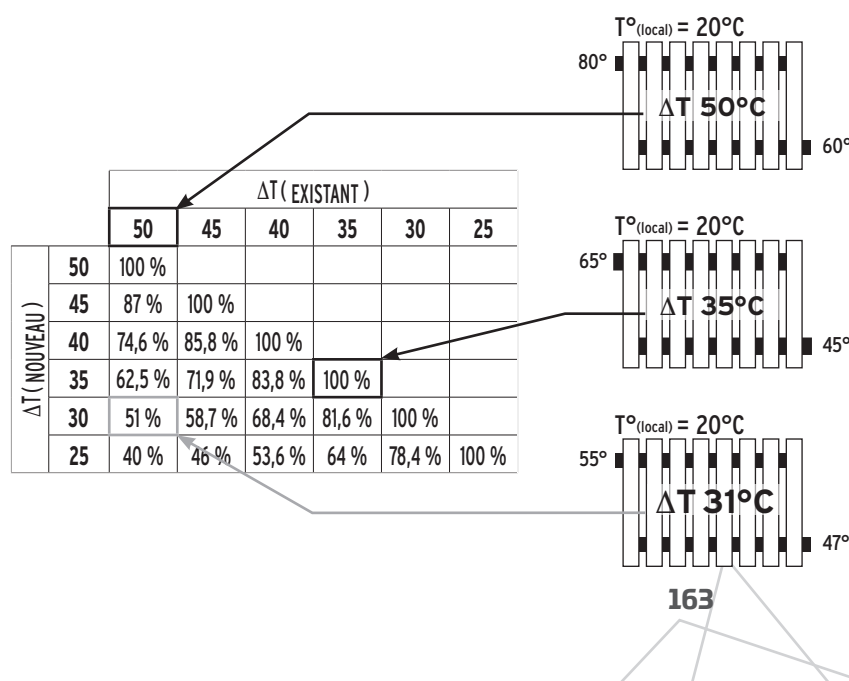 T°(local) = 20°C
80°
ΔT 50°C
60°
ΔT ( EXISTANT )
50 45 40 35 30 25
ΔT ( NOUVEAU )
50 100 %
45 87 % 100 %
40 74,6 % 85,8 % 100 %
35 62,5 % 71,9 % 83,8 % 100 %
30 51 % 58,7 % 68,4 % 81,6 % 100 %
25 40 % 46 % 53,6 % 64 % 78,4 % 100 %
T°(local) = 20°C
65°
ΔT 35°C
45°
T°(local) = 20°C
55°
ΔT 31°C
47°
163